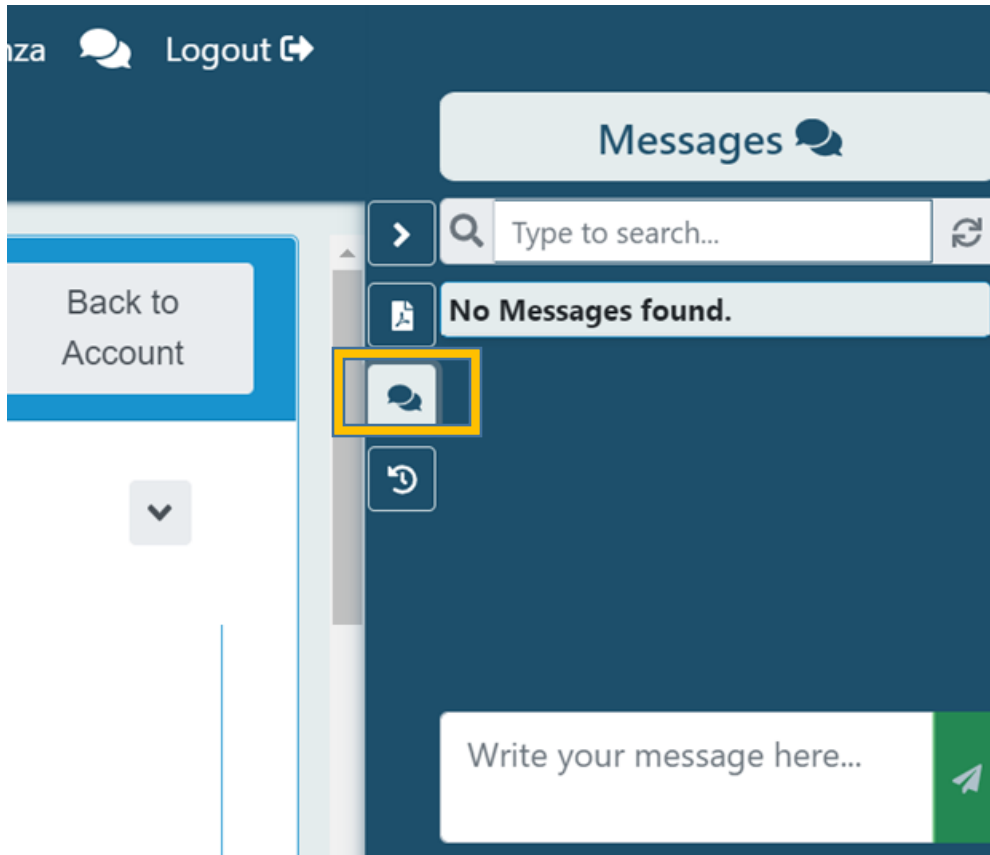 Logout
Messages
Type to search...
No Messages found.
Back to
Account
Write your message here...